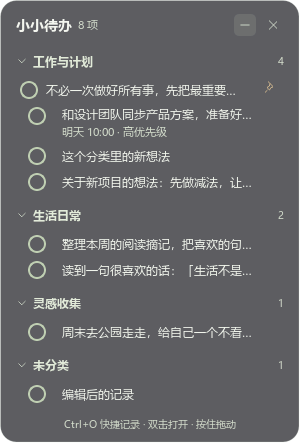 小小待办 8 项
工作与计划 4
不必一次做好所有事，先把最重要…
和设计团队同步产品方案，准备好…
明天 10:00 · 高优先级
这个分类里的新想法
关于新项目的想法：先做减法，让…
生活日常 2
整理本周的阅读摘记，把喜欢的句…
读到一句很喜欢的话：「生活不是…
灵感收集 1
周末去公园走走，给自己一个不看…
未分类 1
编辑后的记录
Ctrl+O 快捷记录 · 双击打开 · 按住拖动